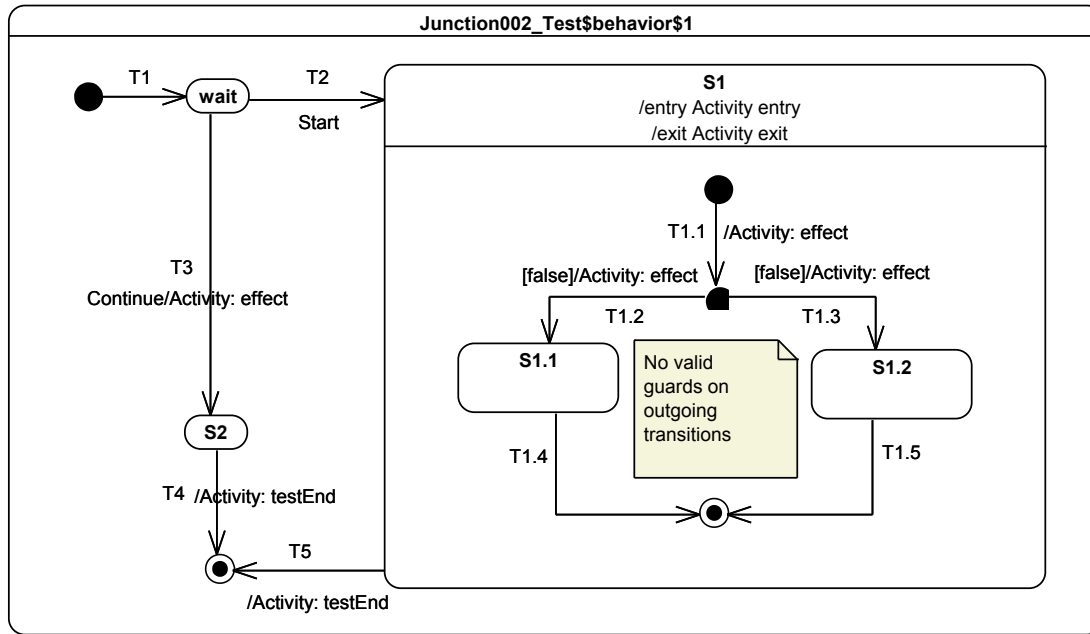 Junction002_Test$behavior$1
T1
wait
T2
Start
S1
/entry Activity entry
/exit Activity exit
T1.1
/Activity: effect
[false]/Activity: effect
[false]/Activity: effect
T1.2
T1.3
T3
Continue/Activity: effect
S1.1
No valid
guards on
outgoing
transitions
S1.2
S2
T1.4
T1.5
T4
/Activity: testEnd
T5
/Activity: testEnd